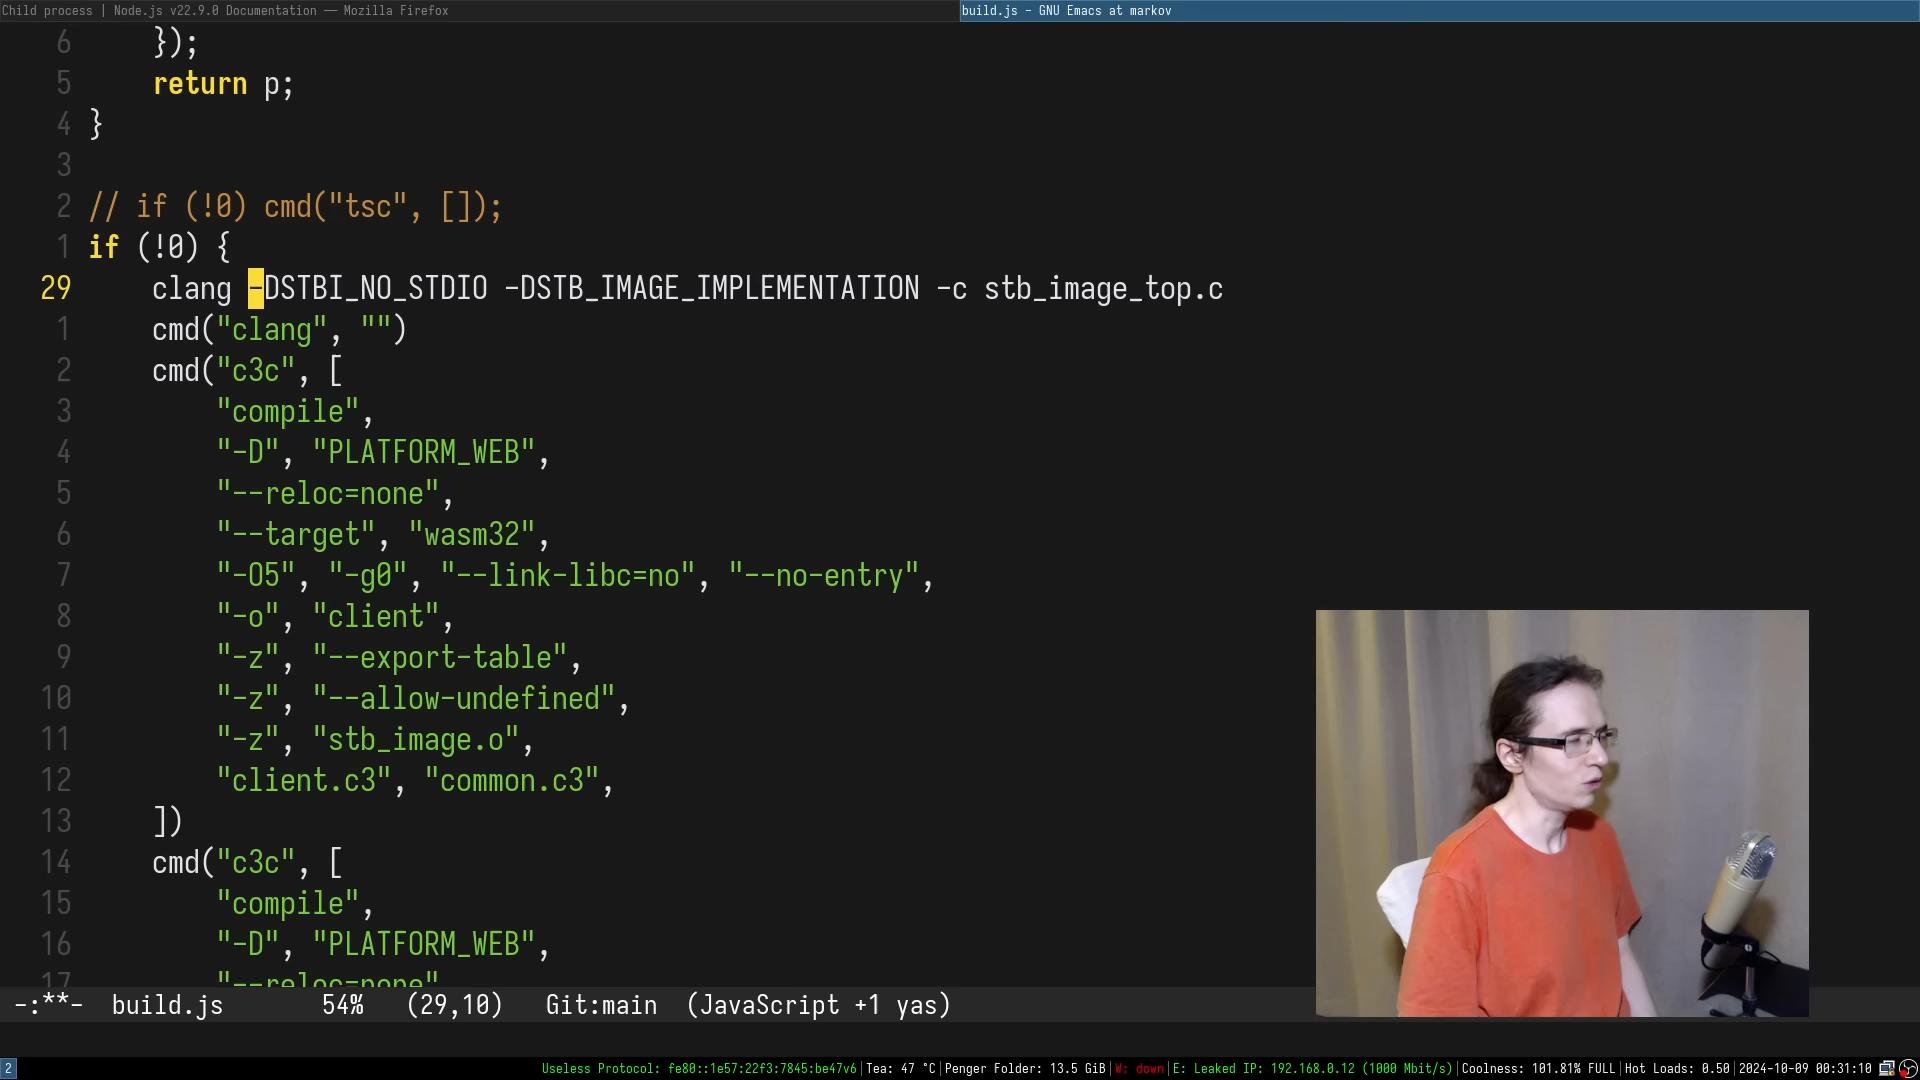 Child process | Node.js v22.9.0 Documentation — Mozilla Firefox
build.js - GNU Emacs at markov
6 });
5 return p;
4 }
3
2 // if (!0) cmd("tsc", []);
1 if (!0) {
29 clang -DSTBI_NO_STDIO -DSTB_IMAGE_IMPLEMENTATION -c stb_image_top.c
1 cmd("clang", "")
2 cmd("c3c", [
3 "compile",
4 "-D", "PLATFORM_WEB",
5 "--reloc=none",
6 "--target", "wasm32",
7 "-O5", "-g0", "--link-libc=no", "--no-entry",
8 "-o", "client",
9 "-z", "--export-table",
10 "-z", "--allow-undefined",
11 "-z", "stb_image.o",
12 "client.c3", "common.c3",
13 ])
14 cmd("c3c", [
15 "compile",
16 "-D", "PLATFORM_WEB",
17 "--reloc=none"
-:**- build.js 54% (29,10) Git:main (JavaScript +1 yas)
2 Useless Protocol: fe80::1e57:22f3:7845:be47v6|Tea: 47 °C|Penger Folder: 13.5 GiB|W: down|E: Leaked IP: 192.168.0.12 (1000 Mbit/s)|Coolness: 101.81% FULL|Hot Loads: 0.50|2024-10-09 00:31:10